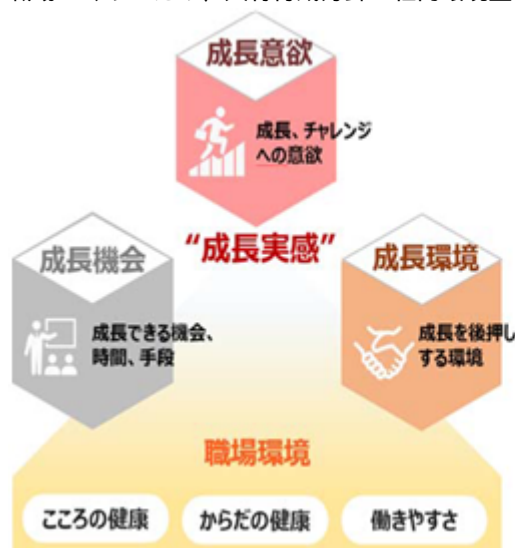 成長意欲
成長、チャレンジ
への意欲
"成長実感"
成長機会
成長環境
成長できる機会、
時間、手段
成長を後押し
する環境
職場環境
こころの健康
からだの健康
働きやすさ